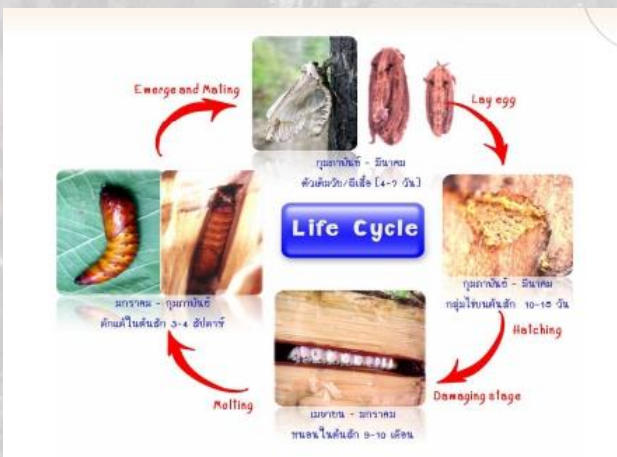 Emerge and Mating
Lay egg
กุมภาพันธ์ - มีนาคม
ตัวเต็มวัย/ผีเสื้อ [4-7 วัน]
Life Cycle
มกราคม - กุมภาพันธ์
ดักแด้ในต้นสัก 3-4 สัปดาห์
กุมภาพันธ์ - มีนาคม
กลุ่มไข่บนต้นสัก 10-15 วัน
Hatching
Damaging stage
Molting
เมษายน - มกราคม
หนอนในต้นสัก 9-10 เดือน